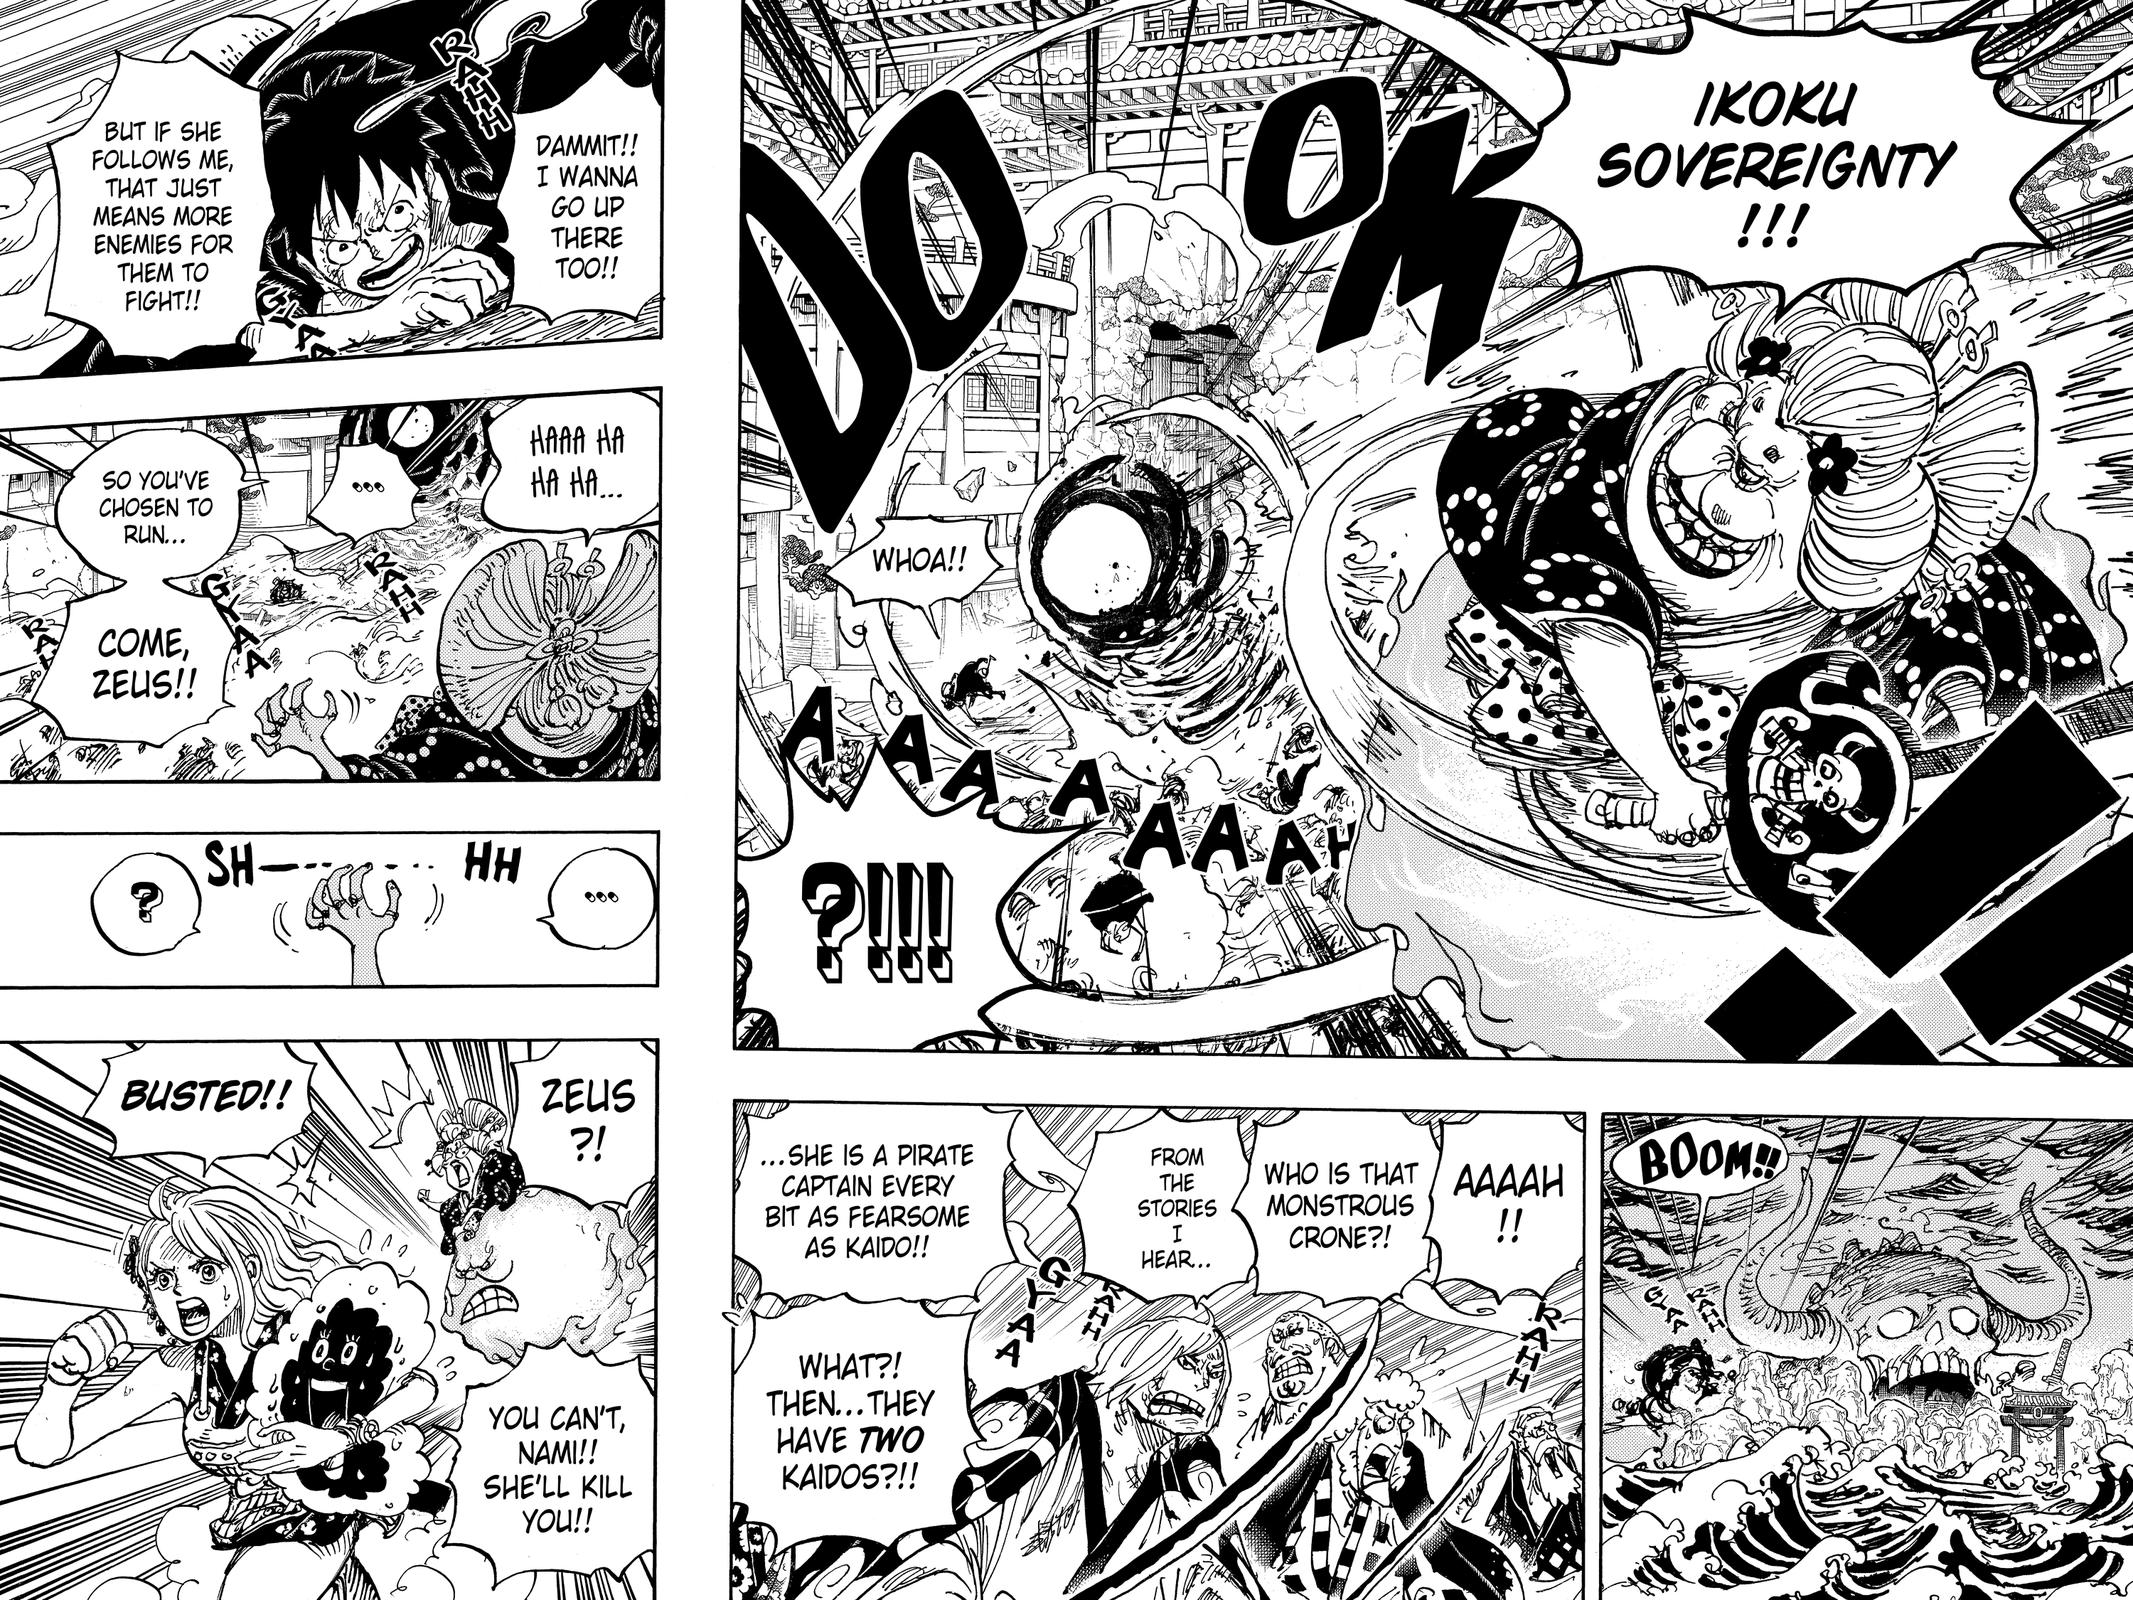 IKOKU
SOVEREIGNTY
!!!
DOOM
!!
WHOA!!
AAAAAAAH
?!!!
BOOM!!
GYAA
RAHH
AAAAH
!!
WHO IS THAT
MONSTROUS
CRONE?!
FROM
THE
STORIES
I
HEAR...
...SHE IS A PIRATE
CAPTAIN EVERY
BIT AS FEARSOME
AS KAIDO!!
RAHH
RAHH
GYAA
WHAT?!
THEN...THEY
HAVE TWO
KAIDOS?!!
DAMMIT!!
I WANNA
GO UP
THERE
TOO!!
RAHH
BUT IF SHE
FOLLOWS ME,
THAT JUST
MEANS MORE
ENEMIES FOR
THEM TO
FIGHT!!
GYAA
HAAA HA
HA HA...
...
RAHH
SO YOU'VE
CHOSEN TO
RUN...
GYAA
COME,
ZEUS!!
...
SH---HH
?
ZEUS
?!
BUSTED!!
YOU CAN'T,
NAMI!!
SHE'LL KILL
YOU!!